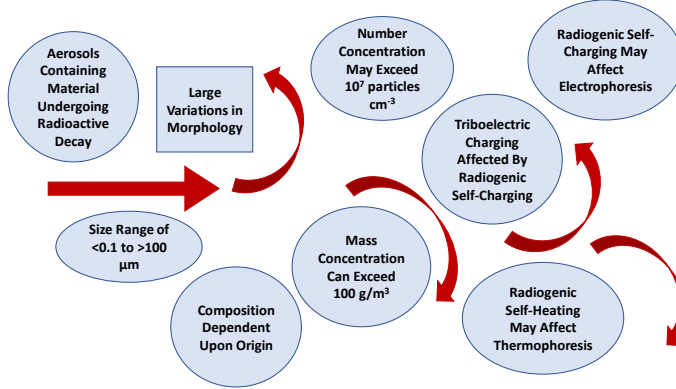 Aerosols
Containing
Material
Undergoing
Radioactive
Decay
Large
Variations in
Morphology
Number
Concentration
May Exceed
10⁷ particles
cm⁻³
Radiogenic Self-
Charging May
Affect
Electrophoresis
Triboelectric
Charging
Affected By
Radiogenic
Self-Charging
Size Range of
<0.1 to >100
µm
Mass
Concentration
Can Exceed
100 g/m³
Composition
Dependent
Upon Origin
Radiogenic
Self-Heating
May Affect
Thermophoresis